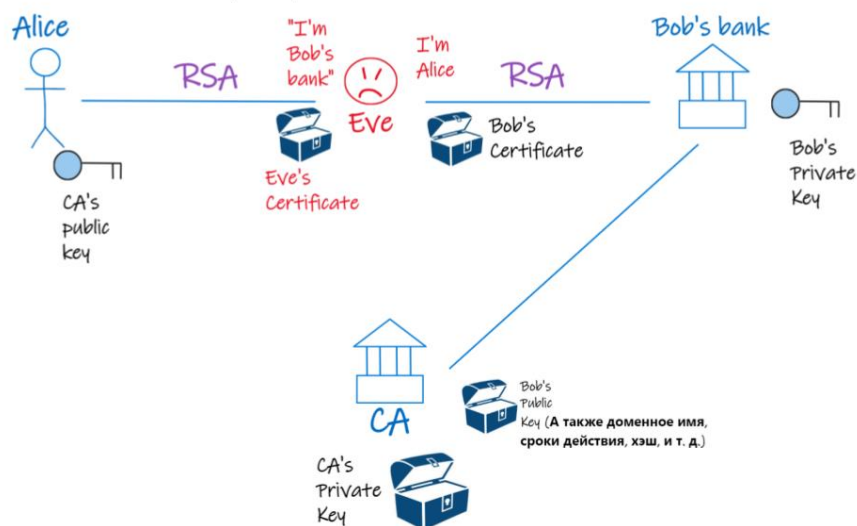 Alice
"I'm
Bob's
bank"
I'm
Alice
Bob's bank
RSA
RSA
Eve
Bob's
Certificate
Eve's
Certificate
CA's
public
key
Bob's
Private
Key
CA
Bob's
Public
Key (А также доменное имя,
сроки действия, хэш, и т. д.)
CA's
Private
Key